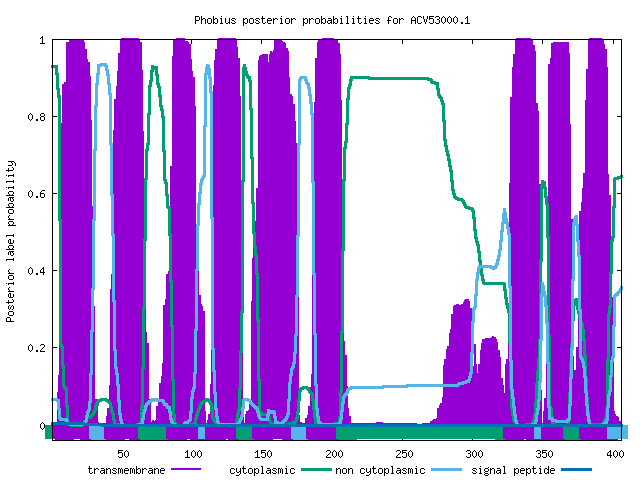 Phobius posterior probabilities for ACV53000.1
1
0.8
0.6
0.4
0.2
0
Posterior label probability
50 100 150 200 250 300 350 400
transmembrane cytoplasmic non cytoplasmic signal peptide